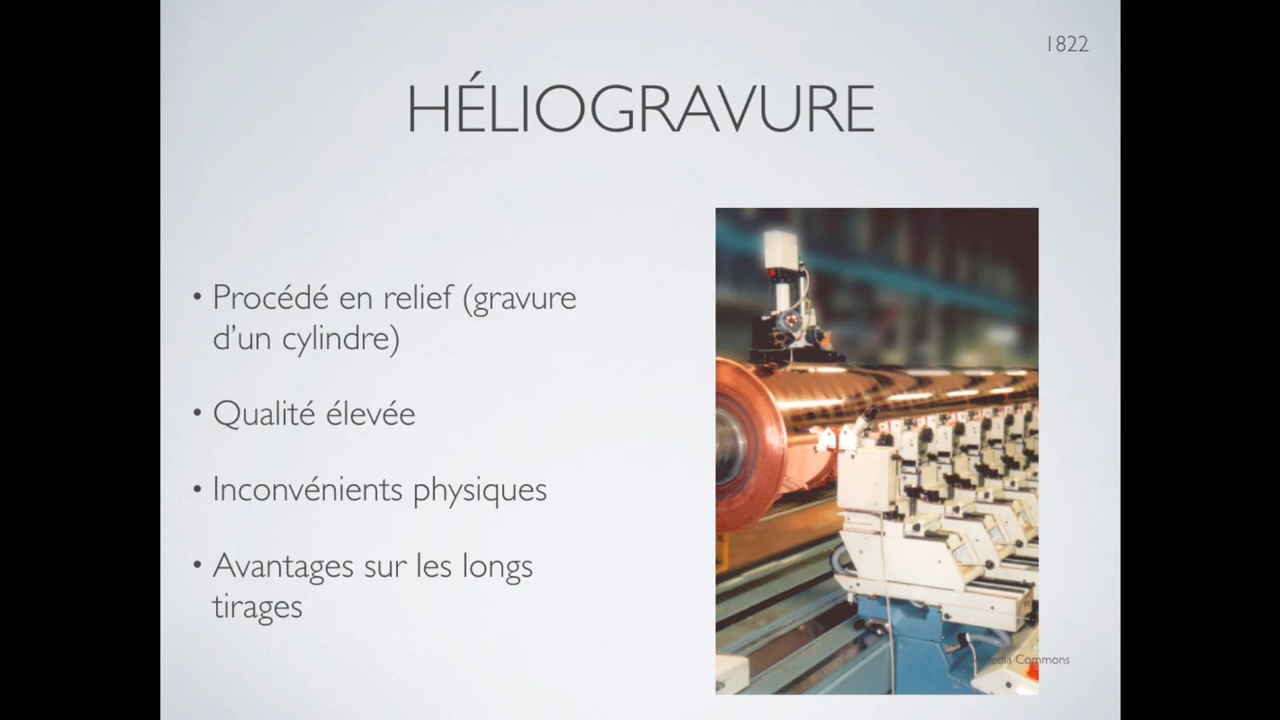 1822
HÉLIOGRAVURE
• Procédé en relief (gravure
d’un cylindre)
• Qualité élevée
• Inconvénients physiques
• Avantages sur les longs
tirages
Commons